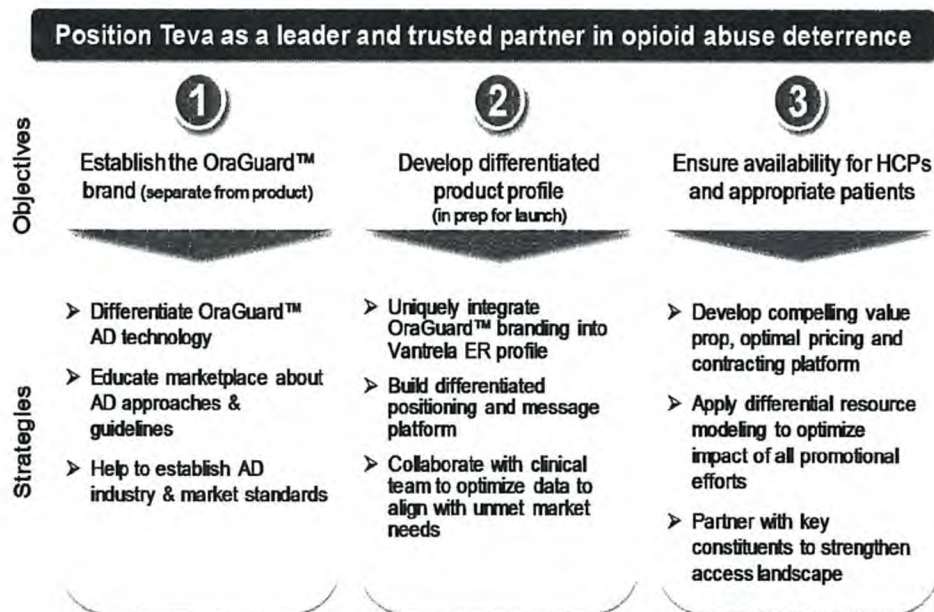 Position Teva as a leader and trusted partner in opioid abuse deterrence
Objectives
1
Establish the OraGuard™
brand (separate from product)
2
Develop differentiated
product profile
(in prep for launch)
3
Ensure availability for HCPs
and appropriate patients
Strategies
➤ Differentiate OraGuard™
AD technology
➤ Educate marketplace about
AD approaches &
guidelines
➤ Help to establish AD
industry & market standards
➤ Uniquely integrate
OraGuard™ branding into
Vantrela ER profile
➤ Build differentiated
positioning and message
platform
➤ Collaborate with clinical
team to optimize data to
align with unmet market
needs
➤ Develop compelling value
prop, optimal pricing and
contracting platform
➤ Apply differential resource
modeling to optimize
impact of all promotional
efforts
➤ Partner with key
constituents to strengthen
access landscape